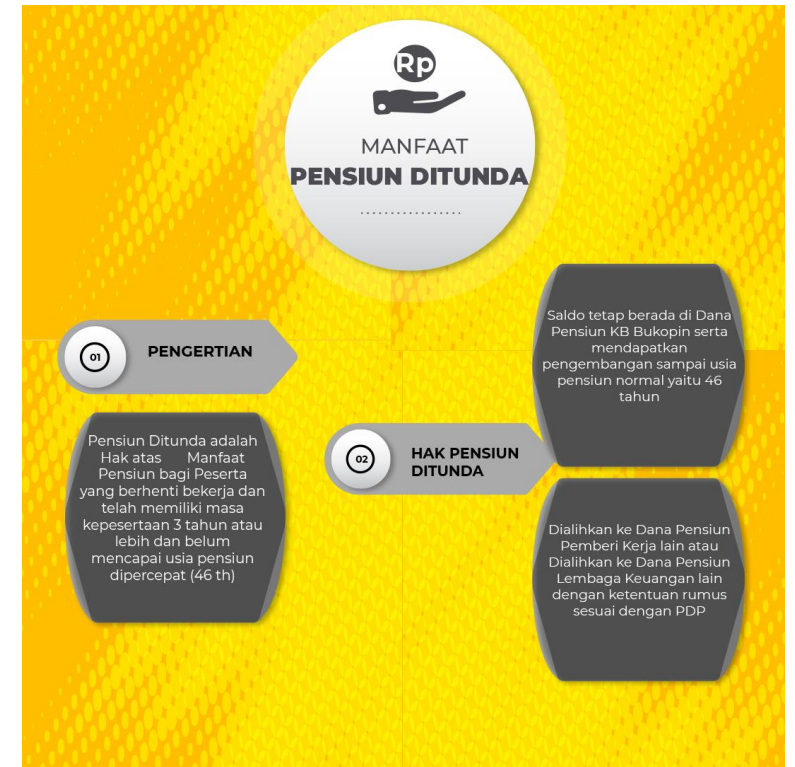 Rp
MANFAAT
PENSIUN DITUNDA
.................
01
PENGERTIAN
Pensiun Ditunda adalah
Hak atas Manfaat
Pensiun bagi Peserta
yang berhenti bekerja dan
telah memiliki masa
kepesertaan 3 tahun atau
lebih dan belum
mencapai usia pensiun
dipercepat (46 th)
02
HAK PENSIUN
DITUNDA
Saldo tetap berada di Dana
Pensiun KB Bukopin serta
mendapatkan
pengembangan sampai usia
pensiun normal yaitu 46
tahun
Dialihkan ke Dana Pensiun
Pemberi Kerja lain atau
Dialihkan ke Dana Pensiun
Lembaga Keuangan lain
dengan ketentuan rumus
sesuai dengan PDP